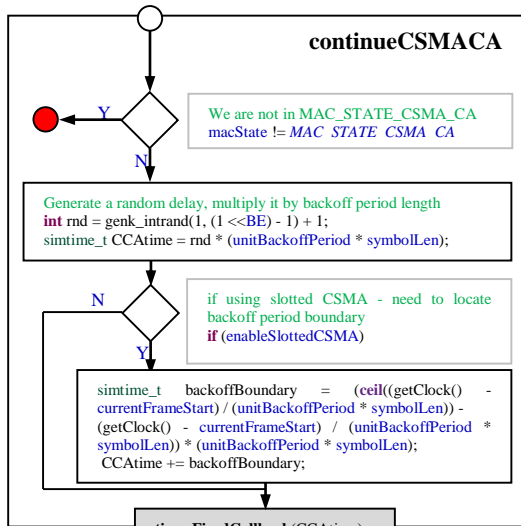 continueCSMACA
Y
We are not in MAC_STATE_CSMA_CA
macState != MAC_STATE_CSMA_CA
N
Generate a random delay, multiply it by backoff period length
int rnd = genk_intrand(1, (1 <<BE) - 1) + 1;
simtime_t CCAtime = rnd * (unitBackoffPeriod * symbolLen);
N
if using slotted CSMA - need to locate
backoff period boundary
if (enableSlottedCSMA)
Y
simtime_t backoffBoundary = (ceil((getClock() -
currentFrameStart) / (unitBackoffPeriod * symbolLen)) -
(getClock() - currentFrameStart) / (unitBackoffPeriod *
symbolLen)) * (unitBackoffPeriod * symbolLen);
CCAtime += backoffBoundary;